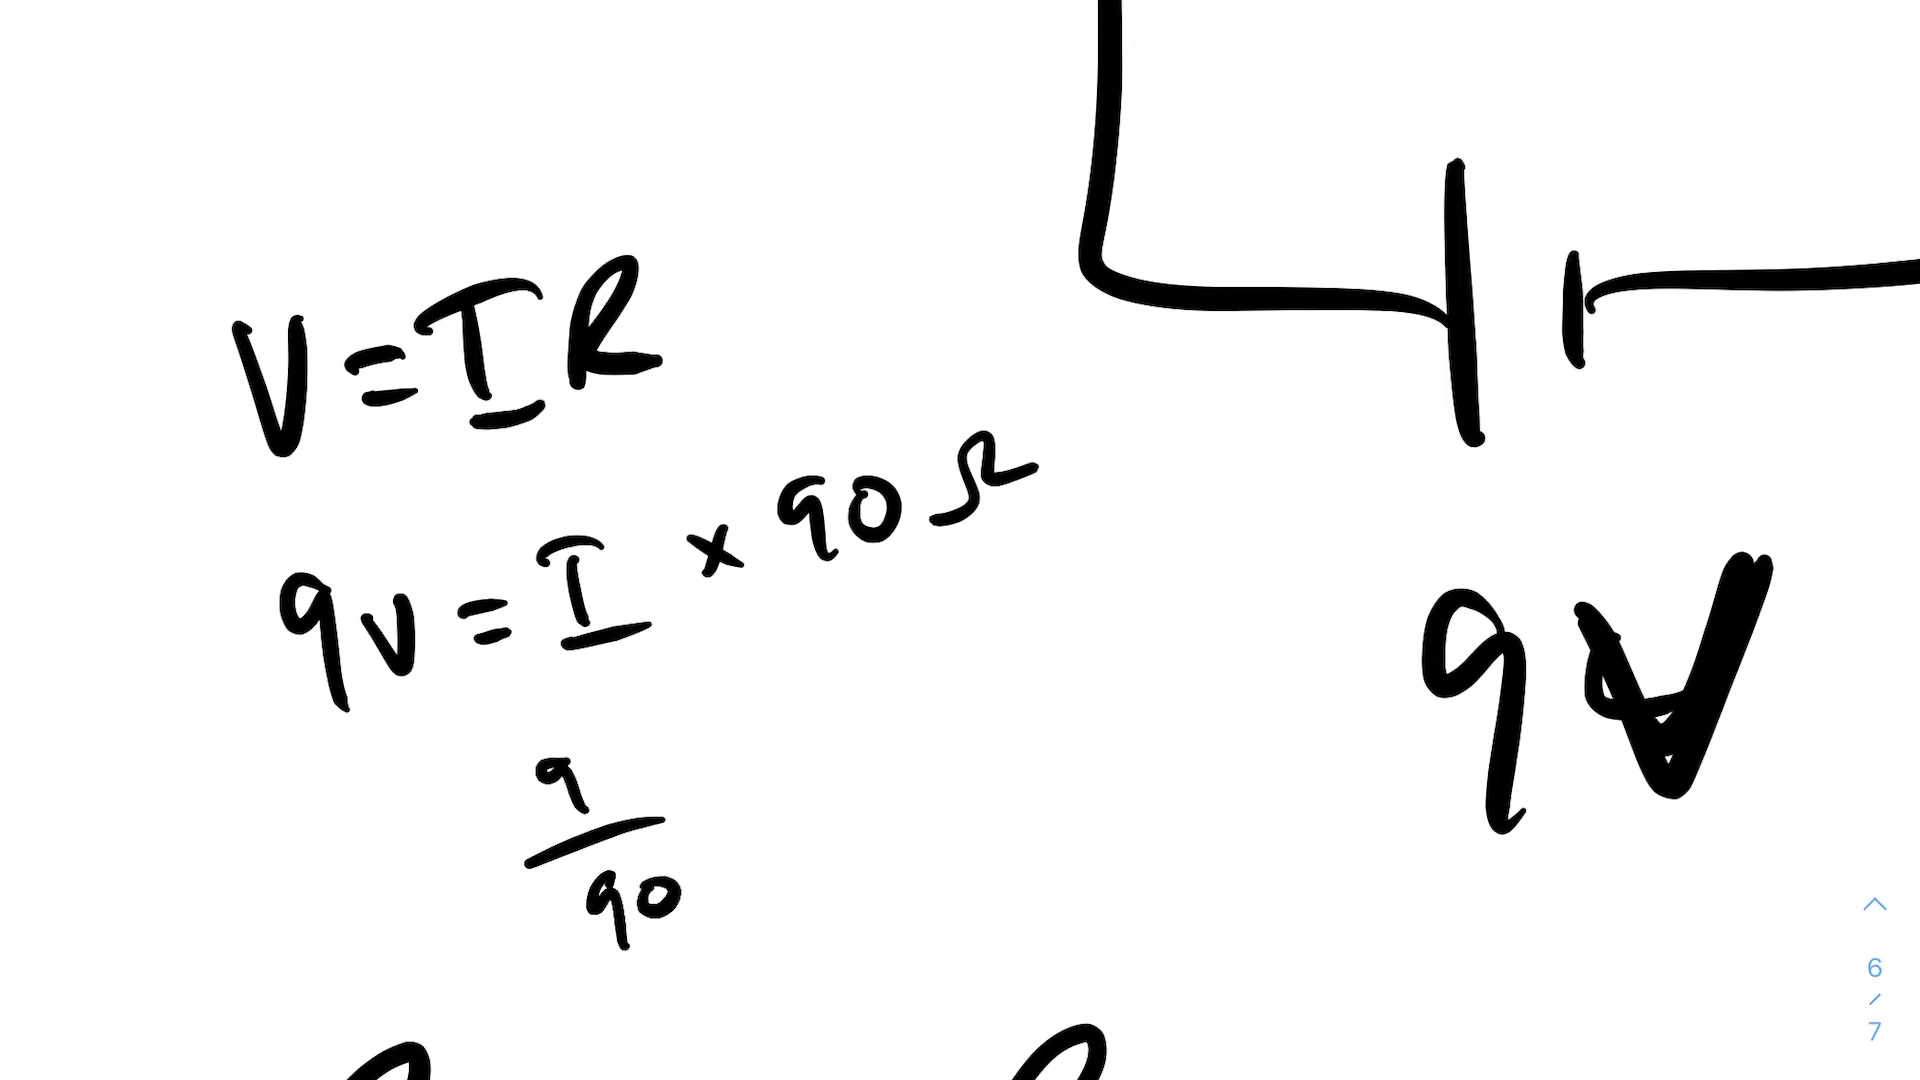 V = IR
9V = I × 90 Ω
9V
9
90
6
/
7